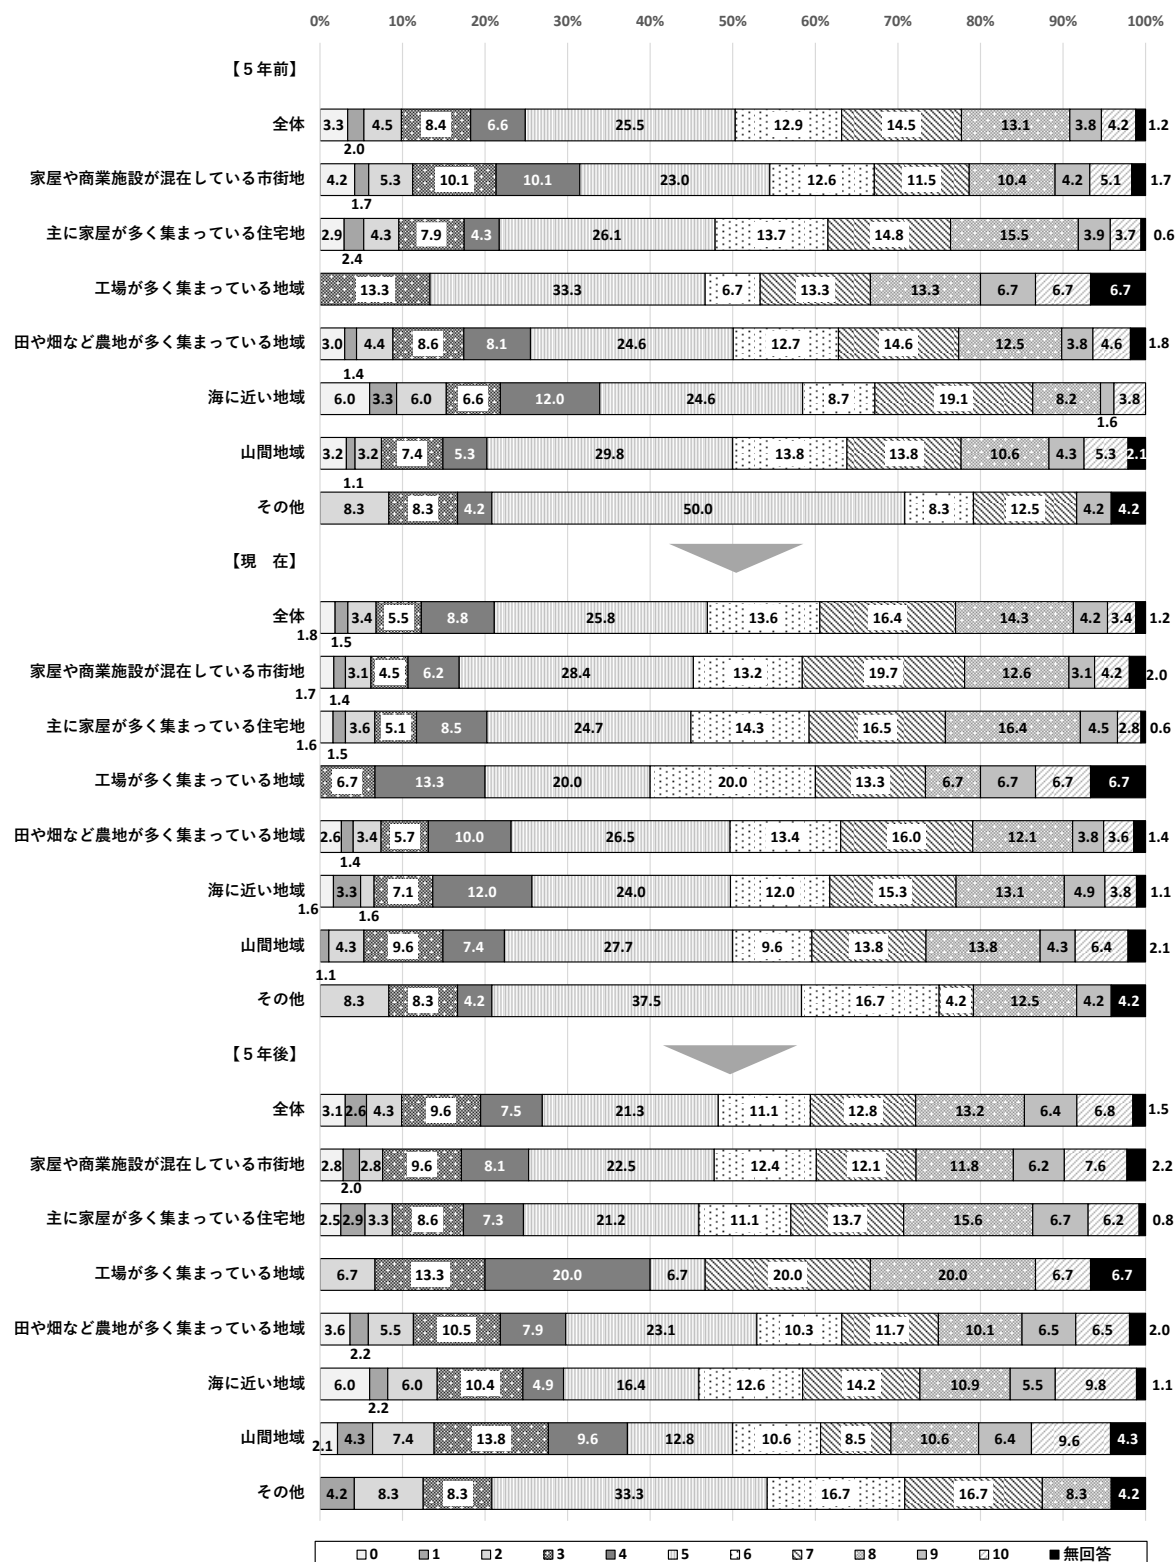 0% 10% 20% 30% 40% 50% 60% 70% 80% 90% 100%
【５年前】
全体 3.3 2.0 4.5 8.4 6.6 25.5 12.9 14.5 13.1 3.8 4.2 1.2
家屋や商業施設が混在している市街地 4.2 1.7 5.3 10.1 10.1 23.0 12.6 11.5 10.4 4.2 5.1 1.7
主に家屋が多く集まっている住宅地 2.9 2.4 4.3 7.9 4.3 26.1 13.7 14.8 15.5 3.9 3.7 0.6
工場が多く集まっている地域 13.3 33.3 6.7 13.3 13.3 6.7 6.7 6.7
田や畑など農地が多く集まっている地域 3.0 1.4 4.4 8.6 8.1 24.6 12.7 14.6 12.5 3.8 4.6 1.8
海に近い地域 6.0 3.3 6.0 6.6 12.0 24.6 8.7 19.1 8.2 1.6 3.8
山間地域 3.2 1.1 3.2 7.4 5.3 29.8 13.8 13.8 10.6 4.3 5.3 2.1
その他 8.3 8.3 4.2 50.0 8.3 12.5 4.2 4.2
【現　在】
全体 1.8 1.5 3.4 5.5 8.8 25.8 13.6 16.4 14.3 4.2 3.4 1.2
家屋や商業施設が混在している市街地 1.7 1.4 3.1 4.5 6.2 28.4 13.2 19.7 12.6 3.1 4.2 2.0
主に家屋が多く集まっている住宅地 1.6 1.5 3.6 5.1 8.5 24.7 14.3 16.5 16.4 4.5 2.8 0.6
工場が多く集まっている地域 6.7 13.3 20.0 20.0 13.3 6.7 6.7 6.7 6.7
田や畑など農地が多く集まっている地域 2.6 1.4 3.4 5.7 10.0 26.5 13.4 16.0 12.1 3.8 3.6 1.4
海に近い地域 1.6 3.3 1.6 7.1 12.0 24.0 12.0 15.3 13.1 4.9 3.8 1.1
山間地域 1.1 4.3 9.6 7.4 27.7 9.6 13.8 13.8 4.3 6.4 2.1
その他 8.3 8.3 4.2 37.5 16.7 4.2 12.5 4.2 4.2
【５年後】
全体 3.1 2.6 4.3 9.6 7.5 21.3 11.1 12.8 13.2 6.4 6.8 1.5
家屋や商業施設が混在している市街地 2.8 2.0 2.8 9.6 8.1 22.5 12.4 12.1 11.8 6.2 7.6 2.2
主に家屋が多く集まっている住宅地 2.5 2.9 3.3 8.6 7.3 21.2 11.1 13.7 15.6 6.7 6.2 0.8
工場が多く集まっている地域 6.7 13.3 20.0 6.7 20.0 20.0 6.7 6.7
田や畑など農地が多く集まっている地域 3.6 2.2 5.5 10.5 7.9 23.1 10.3 11.7 10.1 6.5 6.5 2.0
海に近い地域 6.0 2.2 6.0 10.4 4.9 16.4 12.6 14.2 10.9 5.5 9.8 1.1
山間地域 2.1 4.3 7.4 13.8 9.6 12.8 10.6 8.5 10.6 6.4 9.6 4.3
その他 4.2 8.3 8.3 33.3 16.7 16.7 8.3 4.2
0 1 2 3 4 5 6 7 8 9 10 無回答